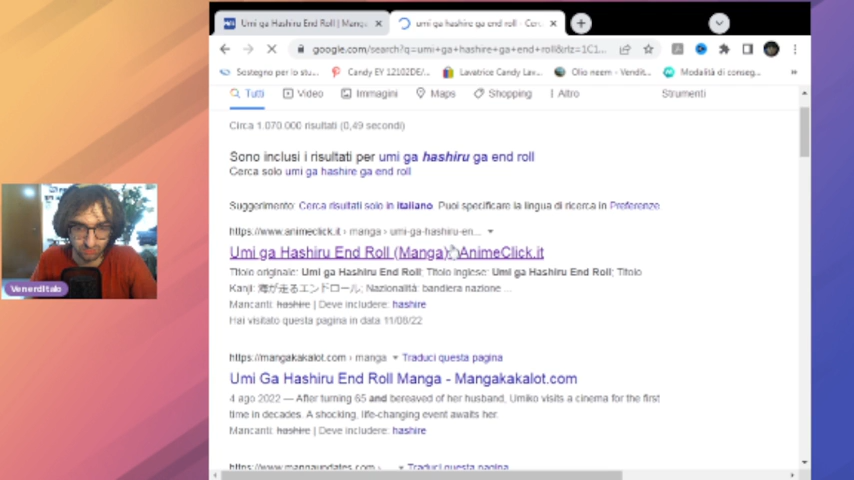 Umi ga Hashiru End Roll | Manga
umi ga hashire ga end roll - Cerc
google.com/search?q=umi+ga+hashire+ga+end+roll&rlz=1C1...
Sostegno per lo stu...
Candy EY 12102DE/...
Lavatrice Candy Lav...
Olio neem - Vendit...
Modalità di conseg...
»
Tutti
Video
Immagini
Maps
Shopping
Altro
Strumenti
Circa 1.070.000 risultati (0,49 secondi)
Sono inclusi i risultati per umi ga hashiru ga end roll
Cerca solo umi ga hashire ga end roll
Suggerimento: Cerca risultati solo in italiano. Puoi specificare la lingua di ricerca in Preferenze
https://www.animeclick.it › manga › umi-ga-hashiru-en...
Umi ga Hashiru End Roll (Manga) AnimeClick.it
Titolo originale: Umi ga Hashiru End Roll; Titolo inglese: Umi ga Hashiru End Roll; Titolo
Kanji: 海が走るエンドロール; Nazionalità: bandiera nazione ...
Mancanti: hashire | Deve includere: hashire
Hai visitato questa pagina in data 11/08/22
https://mangakakalot.com › manga
Traduci questa pagina
Umi Ga Hashiru End Roll Manga - Mangakakalot.com
4 ago 2022 — After turning 65 and bereaved of her husband, Umiko visits a cinema for the first
time in decades. A shocking, life-changing event awaits her.
Mancanti: hashire | Deve includere: hashire
https://www.mangaupdates.com
Traduci questa pagina
VenerdItalo